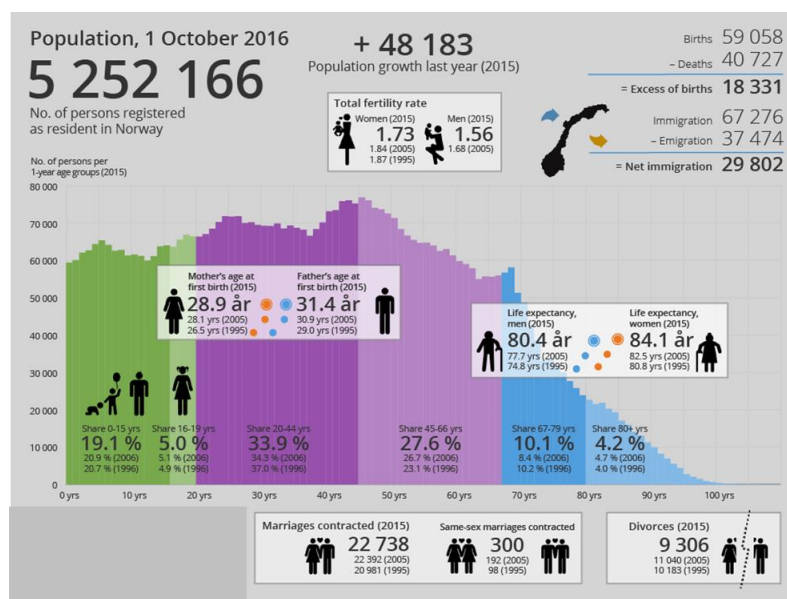 Population, 1 October 2016
5 252 166
No. of persons registered
as resident in Norway
+ 48 183
Population growth last year (2015)
Births 59 058
– Deaths 40 727
= Excess of births 18 331
Immigration 67 276
– Emigration 37 474
= Net immigration 29 802
Total fertility rate
Women (2015)
1.73
1.84 (2005)
1.87 (1995)
Men (2015)
1.56
1.68 (2005)
No. of persons per
1-year age groups (2015)
80 000
70 000
60 000
50 000
40 000
30 000
20 000
10 000
0
Mother's age at
first birth (2015)
28.9 år
28.1 yrs (2005)
26.5 yrs (1995)
Father's age at
first birth (2015)
31.4 år
30.9 yrs (2005)
29.0 yrs (1995)
Life expectancy,
men (2015)
80.4 år
77.7 yrs (2005)
74.8 yrs (1995)
Life expectancy,
women (2015)
84.1 år
82.5 yrs (2005)
80.8 yrs (1995)
Share 0-15 yrs
19.1 %
20.9 % (2006)
20.7 % (1996)
Share 16-19 yrs
5.0 %
5.1 % (2006)
4.9 % (1996)
Share 20-44 yrs
33.9 %
34.3 % (2006)
37.0 % (1996)
Share 45-66 yrs
27.6 %
26.7 % (2006)
23.1 % (1996)
Share 67-79 yrs
10.1 %
8.4 % (2006)
10.2 % (1996)
Share 80+ yrs
4.2 %
4.7 % (2006)
4.0 % (1996)
0 yrs 10 yrs 20 yrs 30 yrs 40 yrs 50 yrs 60 yrs 70 yrs 80 yrs 90 yrs 100 yrs
Marriages contracted (2015)
22 738
22 392 (2005)
20 981 (1995)
Same-sex marriages contracted
300
192 (2005)
98 (1995)
Divorces (2015)
9 306
11 040 (2005)
10 183 (1995)